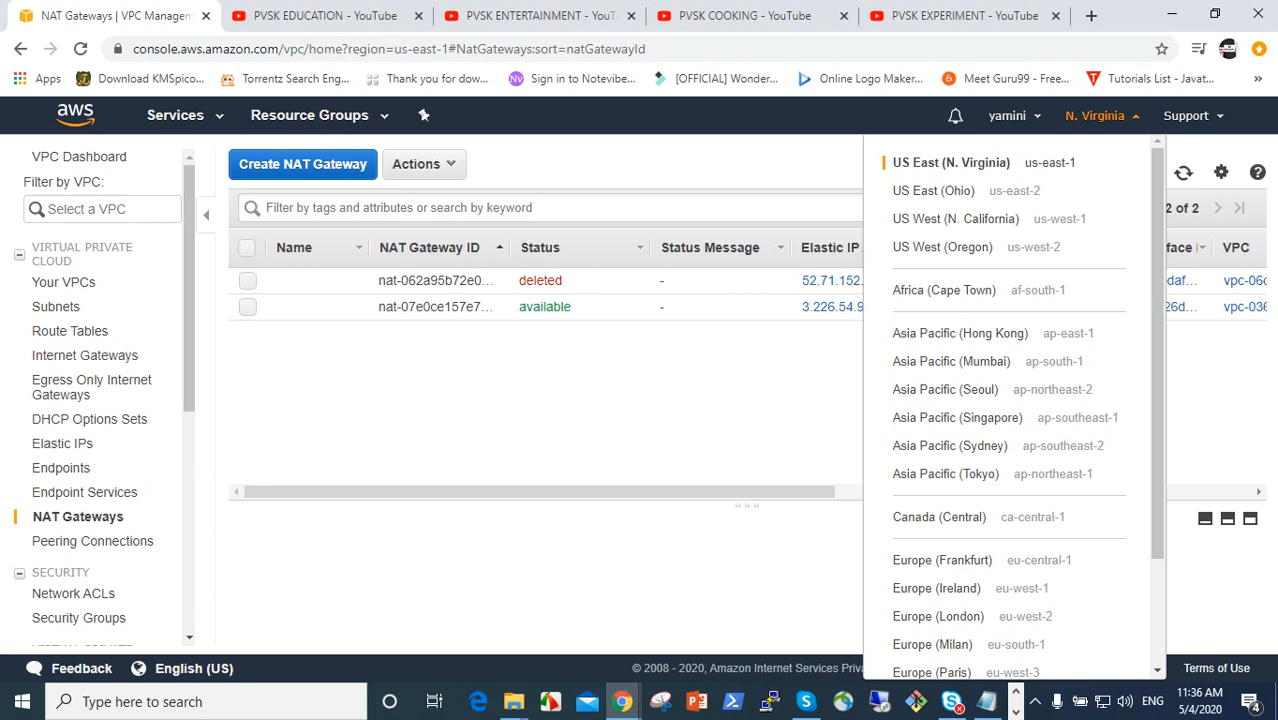 NAT Gateways | VPC Managem
PVSK EDUCATION - YouTube
PVSK ENTERTAINMENT - YouT
PVSK COOKING - YouTube
PVSK EXPERIMENT - YouTube
console.aws.amazon.com/vpc/home?region=us-east-1#NatGateways:sort=natGatewayId
Apps
Download KMSpico...
Torrentz Search Eng...
Thank you for dow...
Nv Sign in to Notevibe...
[OFFICIAL] Wonder...
Online Logo Maker...
Meet Guru99 - Free...
Tutorials List - Javat...
aws
Services
Resource Groups
yamini
N. Virginia
Support
VPC Dashboard
Filter by VPC:
Select a VPC
VIRTUAL PRIVATE
CLOUD
Your VPCs
Subnets
Route Tables
Internet Gateways
Egress Only Internet
Gateways
DHCP Options Sets
Elastic IPs
Endpoints
Endpoint Services
NAT Gateways
Peering Connections
SECURITY
Network ACLs
Security Groups
Create NAT Gateway
Actions
Filter by tags and attributes or search by keyword
2 of 2
Name NAT Gateway ID Status Status Message Elastic IP face I VPC
nat-062a95b72e0... deleted - 52.71.152. daf... vpc-06c
nat-07e0ce157e7... available - 3.226.54.9 26d... vpc-036
US East (N. Virginia) us-east-1
US East (Ohio) us-east-2
US West (N. California) us-west-1
US West (Oregon) us-west-2
Africa (Cape Town) af-south-1
Asia Pacific (Hong Kong) ap-east-1
Asia Pacific (Mumbai) ap-south-1
Asia Pacific (Seoul) ap-northeast-2
Asia Pacific (Singapore) ap-southeast-1
Asia Pacific (Sydney) ap-southeast-2
Asia Pacific (Tokyo) ap-northeast-1
Canada (Central) ca-central-1
Europe (Frankfurt) eu-central-1
Europe (Ireland) eu-west-1
Europe (London) eu-west-2
Europe (Milan) eu-south-1
Europe (Paris) eu-west-3
Feedback
English (US)
© 2008 - 2020, Amazon Internet Services Priva
Terms of Use
Type here to search
ENG
11:36 AM
5/4/2020
4